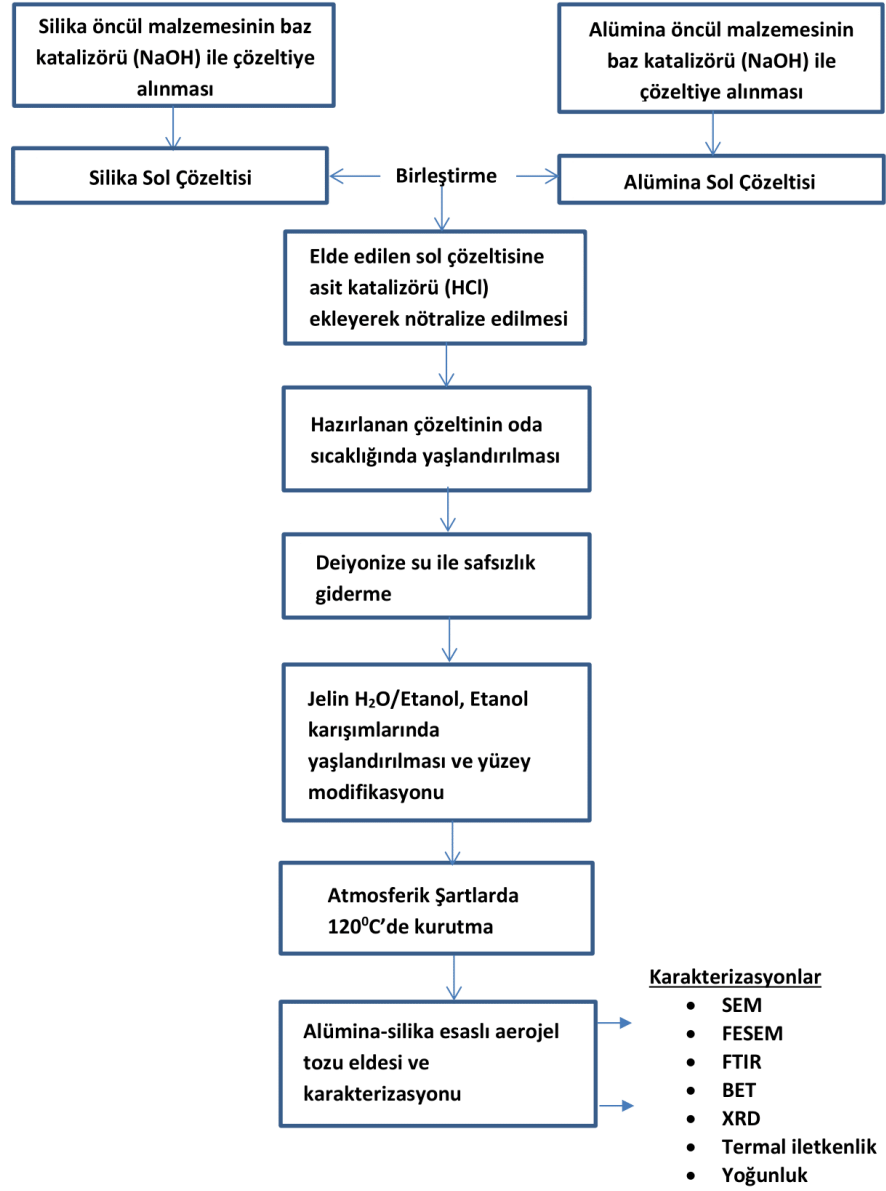 Silika öncül malzemesinin baz
katalizörü (NaOH) ile çözeltiye
alınması
Alümina öncül malzemesinin
baz katalizörü (NaOH) ile
çözeltiye alınması
Silika Sol Çözeltisi
Birleştirme
Alümina Sol Çözeltisi
Elde edilen sol çözeltisine
asit katalizörü (HCl)
ekleyerek nötralize edilmesi
Hazırlanan çözeltinin oda
sıcaklığında yaşlandırılması
Deiyonize su ile safsızlık
giderme
Jelin H₂O/Etanol, Etanol
karışımlarında
yaşlandırılması ve yüzey
modifikasyonu
Atmosferik Şartlarda
120⁰C’de kurutma
Alümina-silika esaslı aerojel
tozu eldesi ve
karakterizasyonu
Karakterizasyonlar
• SEM
• FESEM
• FTIR
• BET
• XRD
• Termal iletkenlik
• Yoğunluk